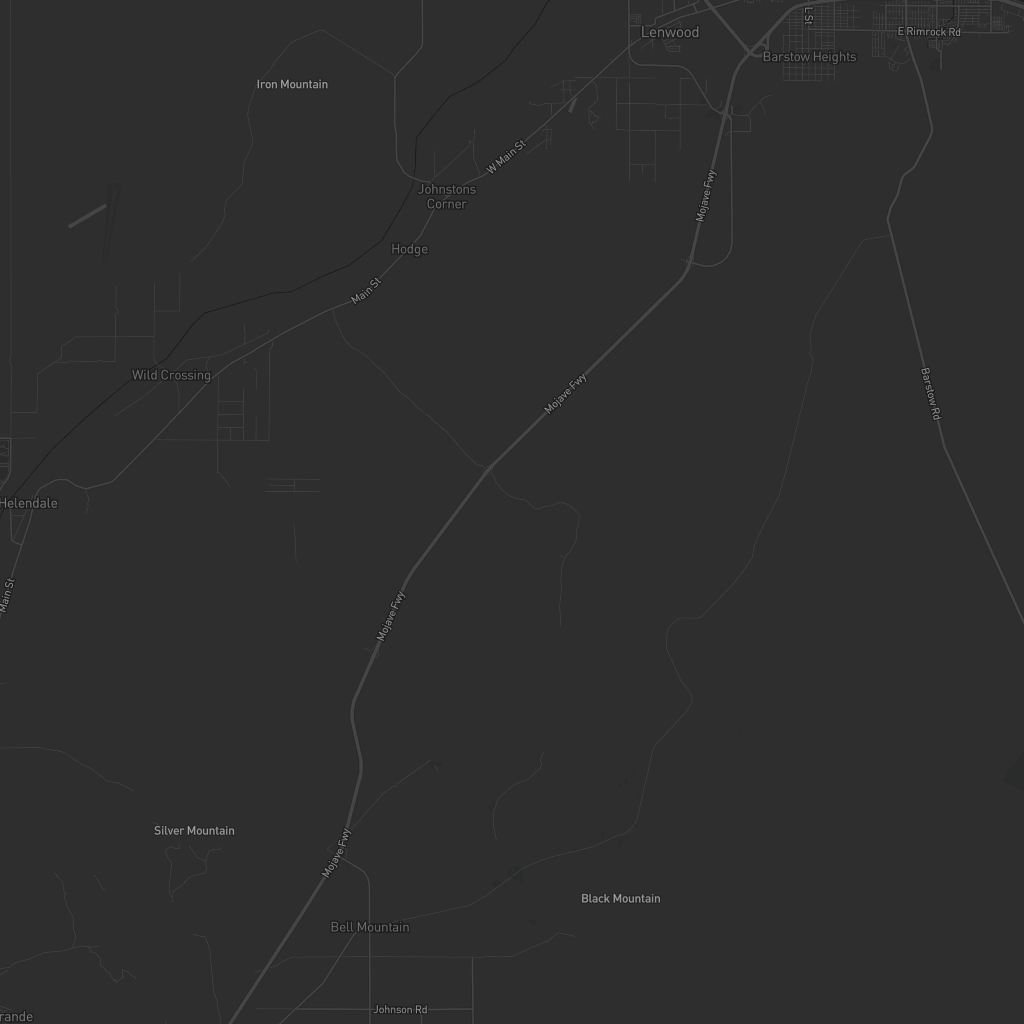 L St
E Rimrock Rd
Lenwood
Barstow Heights
Iron Mountain
W Main St
Johnstons
Corner
Mojave Fwy
Hodge
Main St
Wild Crossing
Mojave Fwy
Barstow Rd
Helendale
Main St
Mojave Fwy
Silver Mountain
Mojave Fwy
Black Mountain
Bell Mountain
Johnson Rd
rande